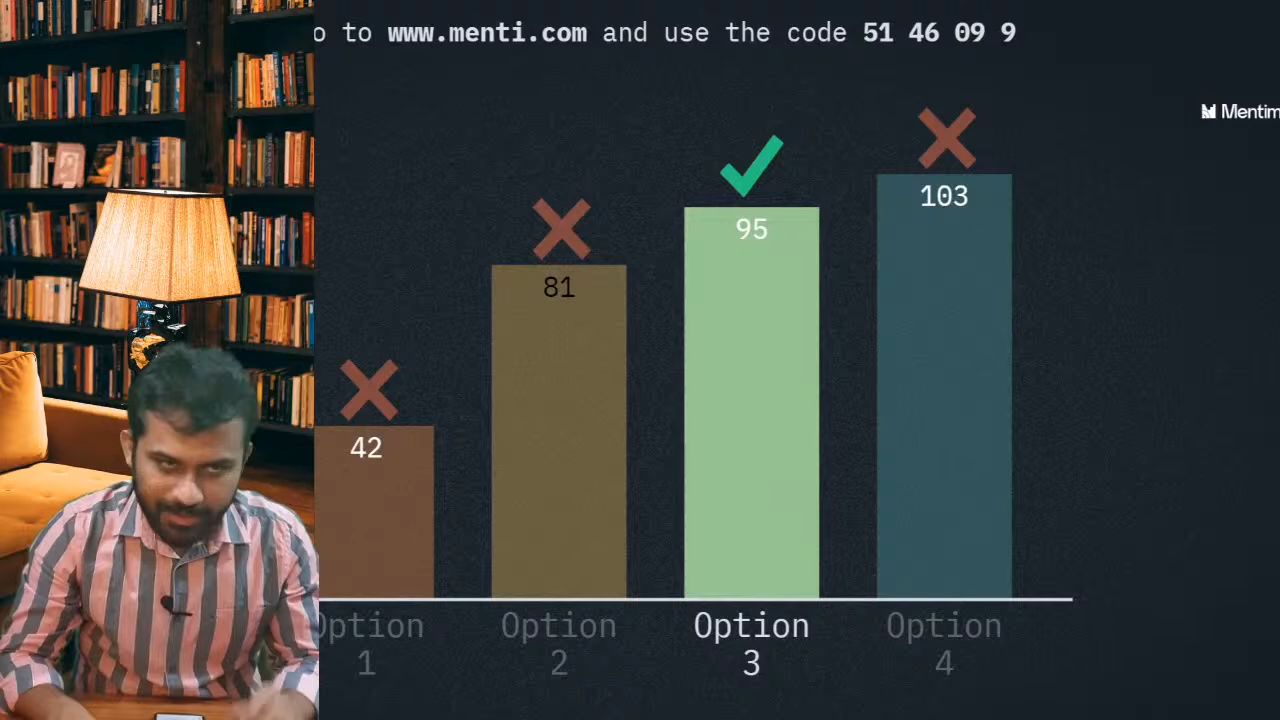 o to www.menti.com and use the code 51 46 09 9
Mentim
103
95
81
42
Option Option Option Option
1 2 3 4